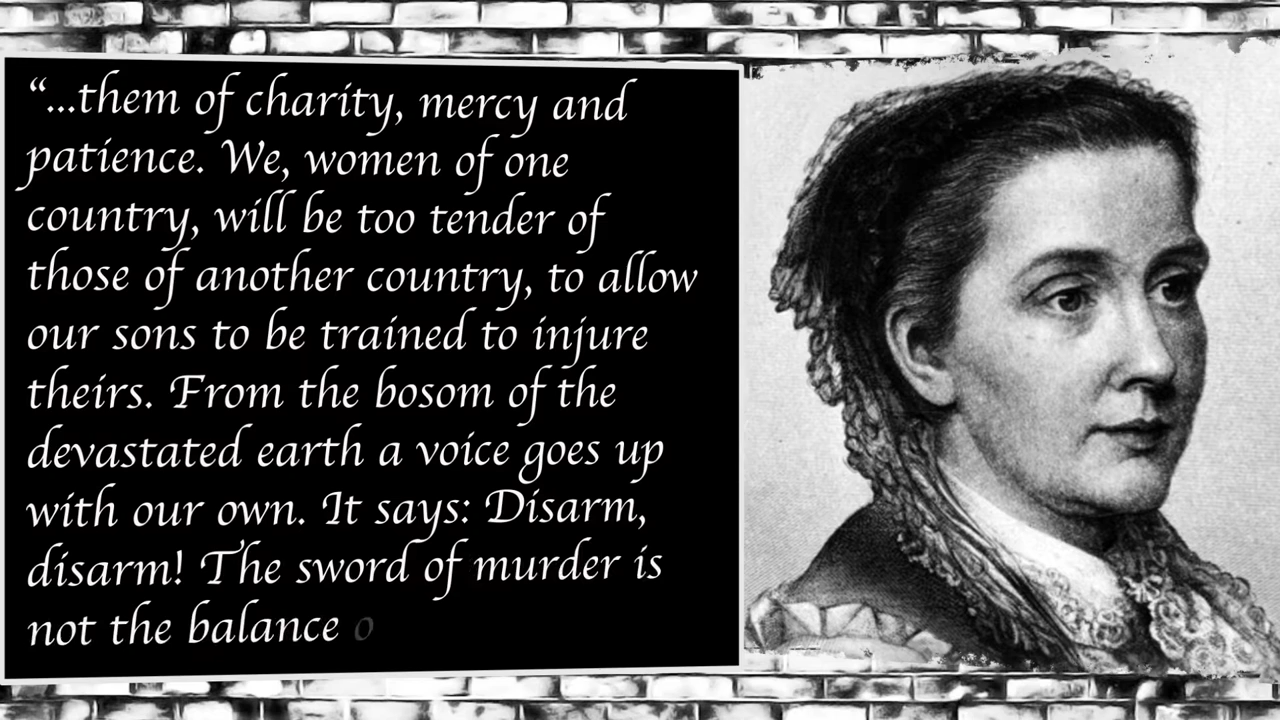 “...them of charity, mercy and
patience. We, women of one
country, will be too tender of
those of another country, to allow
our sons to be trained to injure
theirs. From the bosom of the
devastated earth a voice goes up
with our own. It says: Disarm,
disarm! The sword of murder is
not the balance o